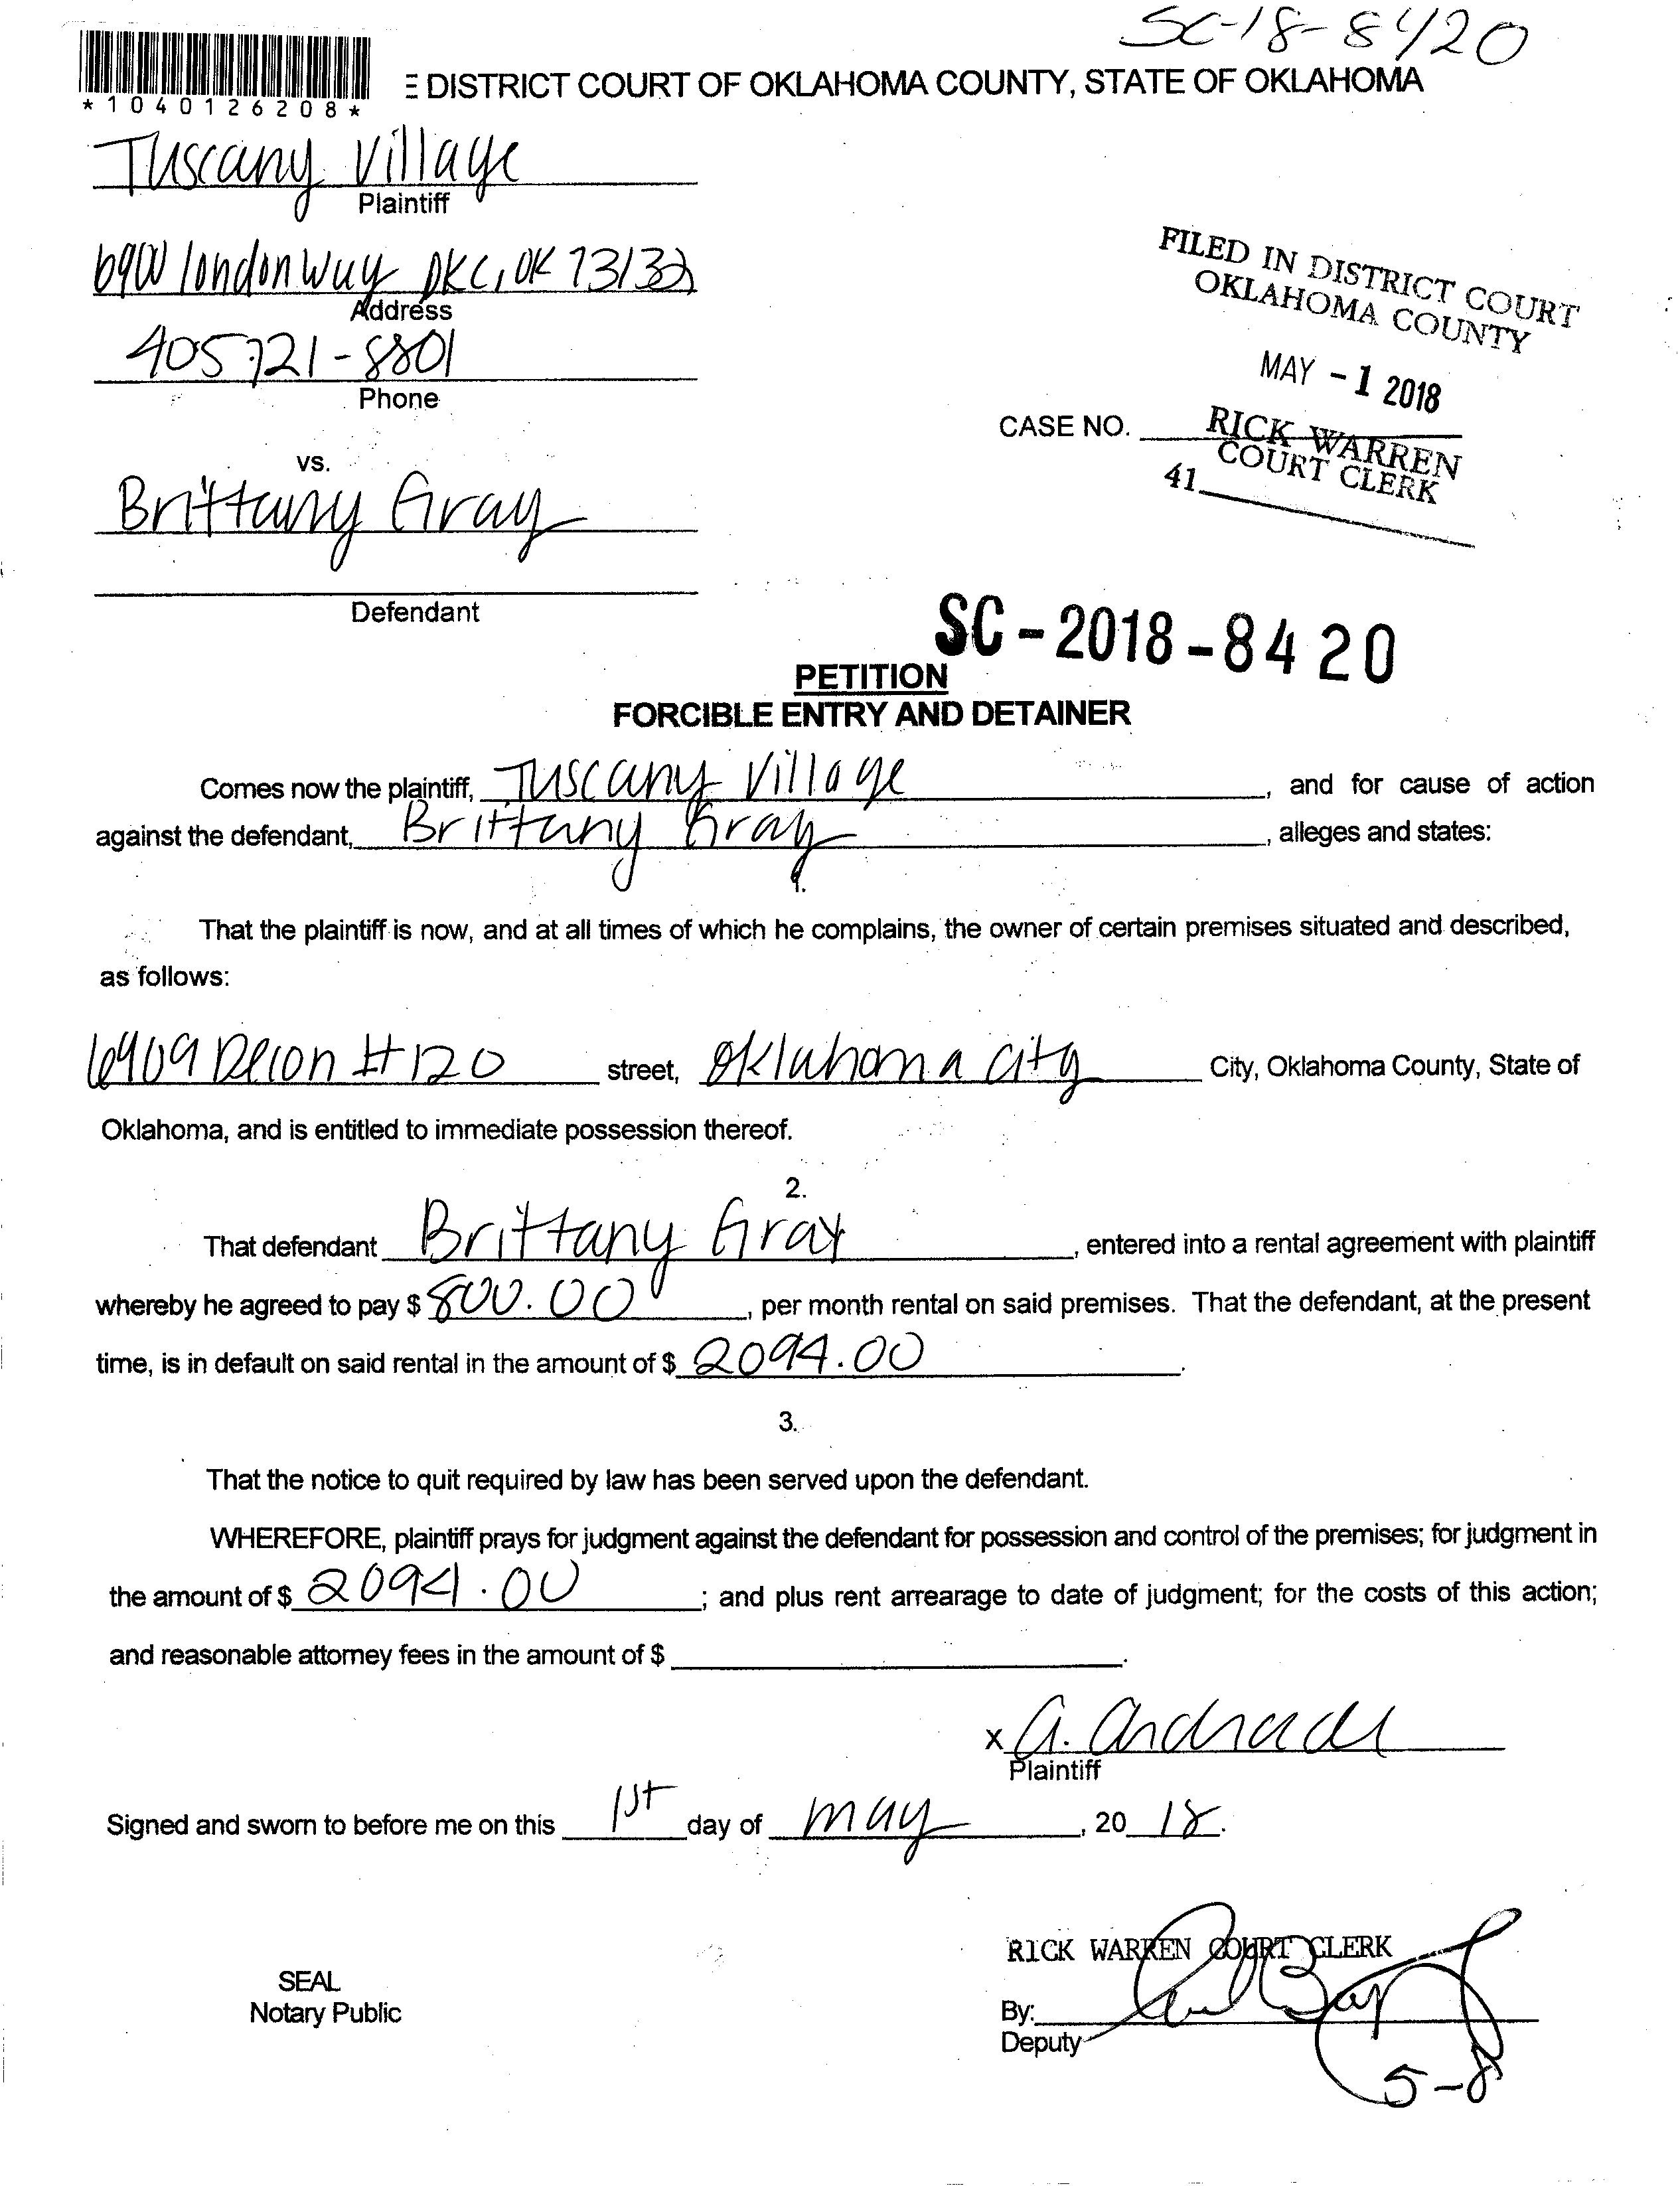 SC-18-8420
*1040126208*
E DISTRICT COURT OF OKLAHOMA COUNTY, STATE OF OKLAHOMA
Tuscany Village
Plaintiff
6900 london way OKC, OK 73132
Address
405 721-8801
Phone
FILED IN DISTRICT COURT
OKLAHOMA COUNTY
MAY -1 2018
CASE NO.
RICK WARREN
COURT CLERK
41
vs.
Brittany Gray
Defendant
SC-2018-8420
PETITION
FORCIBLE ENTRY AND DETAINER
Comes now the plaintiff, Tuscany Village, and for cause of action
against the defendant, Brittany Gray, alleges and states:
1.
That the plaintiff is now, and at all times of which he complains, the owner of certain premises situated and described,
as follows:
6909 #120 street, Oklahoma City City, Oklahoma County, State of
Oklahoma, and is entitled to immediate possession thereof.
2.
That defendant Brittany Gray, entered into a rental agreement with plaintiff
whereby he agreed to pay $ 800.00, per month rental on said premises. That the defendant, at the present
time, is in default on said rental in the amount of $ 2094.00.
3.
That the notice to quit required by law has been served upon the defendant.
WHEREFORE, plaintiff prays for judgment against the defendant for possession and control of the premises; for judgment in
the amount of $ 2094.00; and plus rent arrearage to date of judgment; for the costs of this action;
and reasonable attorney fees in the amount of $ .
x A. Andrade
Plaintiff
Signed and sworn to before me on this 1st day of may, 20 18.
RICK WARREN COURT CLERK
SEAL
Notary Public
By:
Deputy
5-8